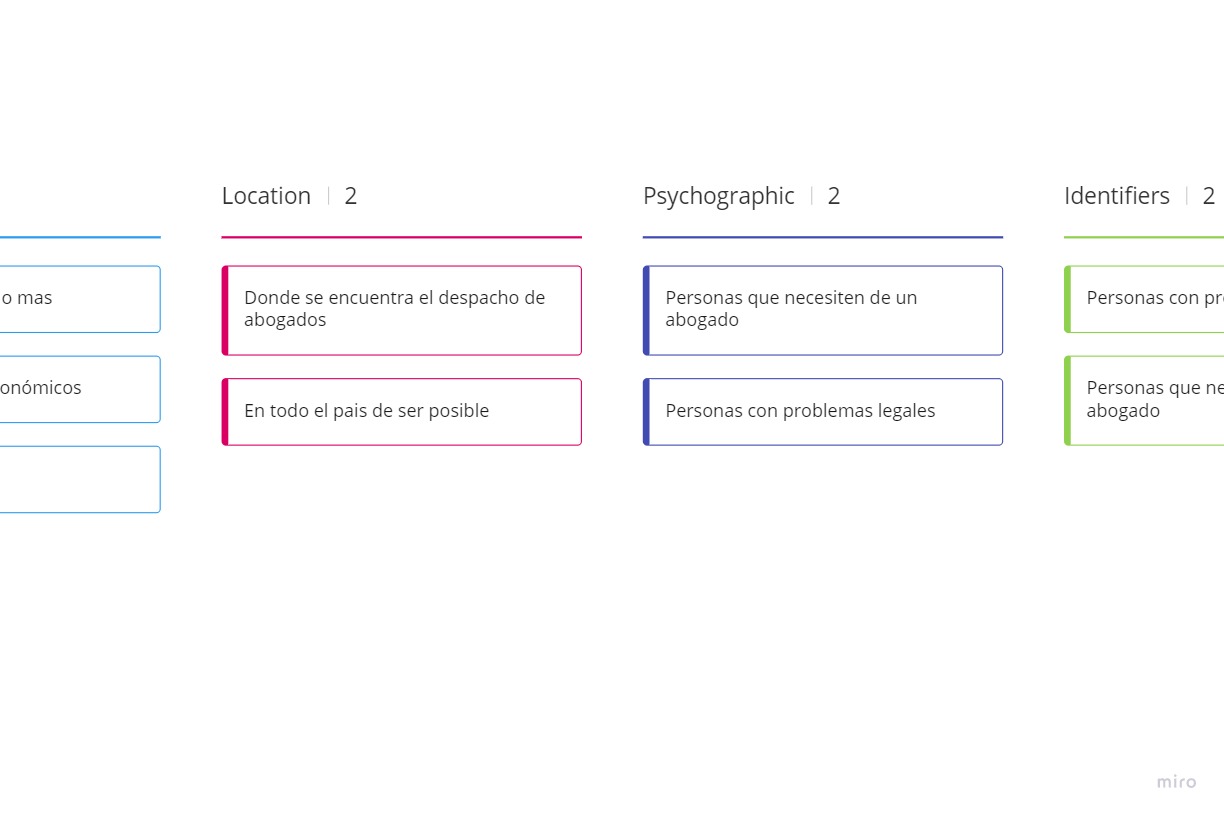 Location | 2
Psychographic | 2
Identifiers | 2
o mas
onómicos
Donde se encuentra el despacho de
abogados
En todo el pais de ser posible
Personas que necesiten de un
abogado
Personas con problemas legales
Personas con
Personas que
abogado
miro